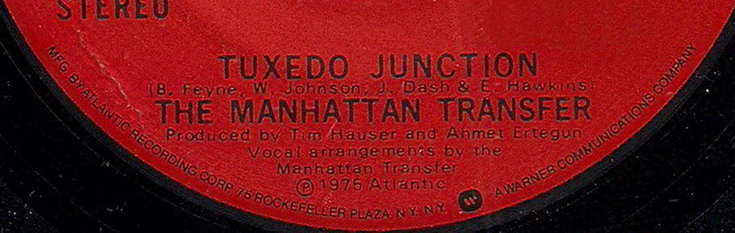 STEREO
TUXEDO JUNCTION
(B. Feyne, W. Johnson, J. Dash & E. Hawkins)
THE MANHATTAN TRANSFER
Produced by Tim Hauser and Ahmet Ertegun
Vocal arrangements by the
Manhattan Transfer
℗ 1975 Atlantic
MFG. BY ATLANTIC RECORDING CORP. 75 ROCKEFELLER PLAZA, N.Y. N.Y. A WARNER COMMUNICATIONS COMPANY